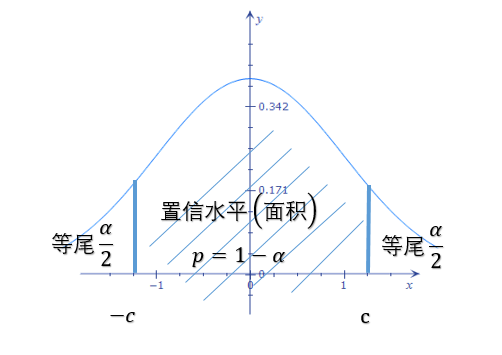 y
0.342
0.171
置信水平(面积)
等尾 α/2
等尾 α/2
p = 1 − α
−1
0
0
1
x
−c
c